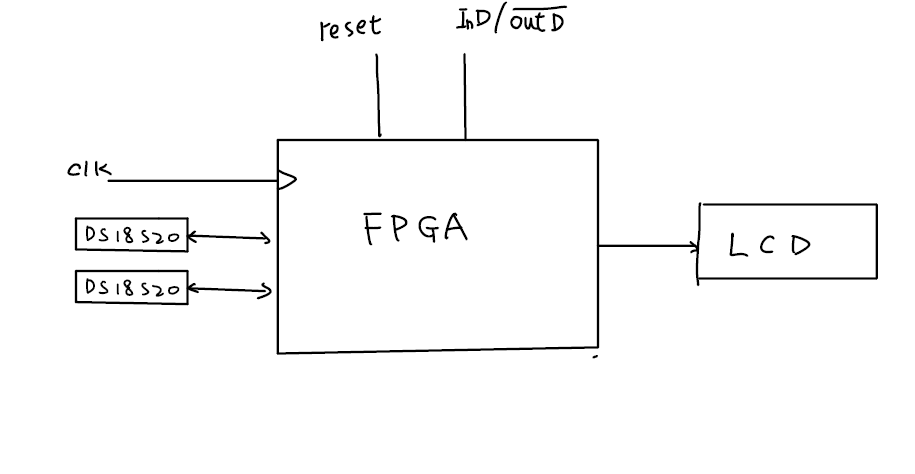 reset
InD/outD
clk
DS18S20
DS18S20
FPGA
LCD